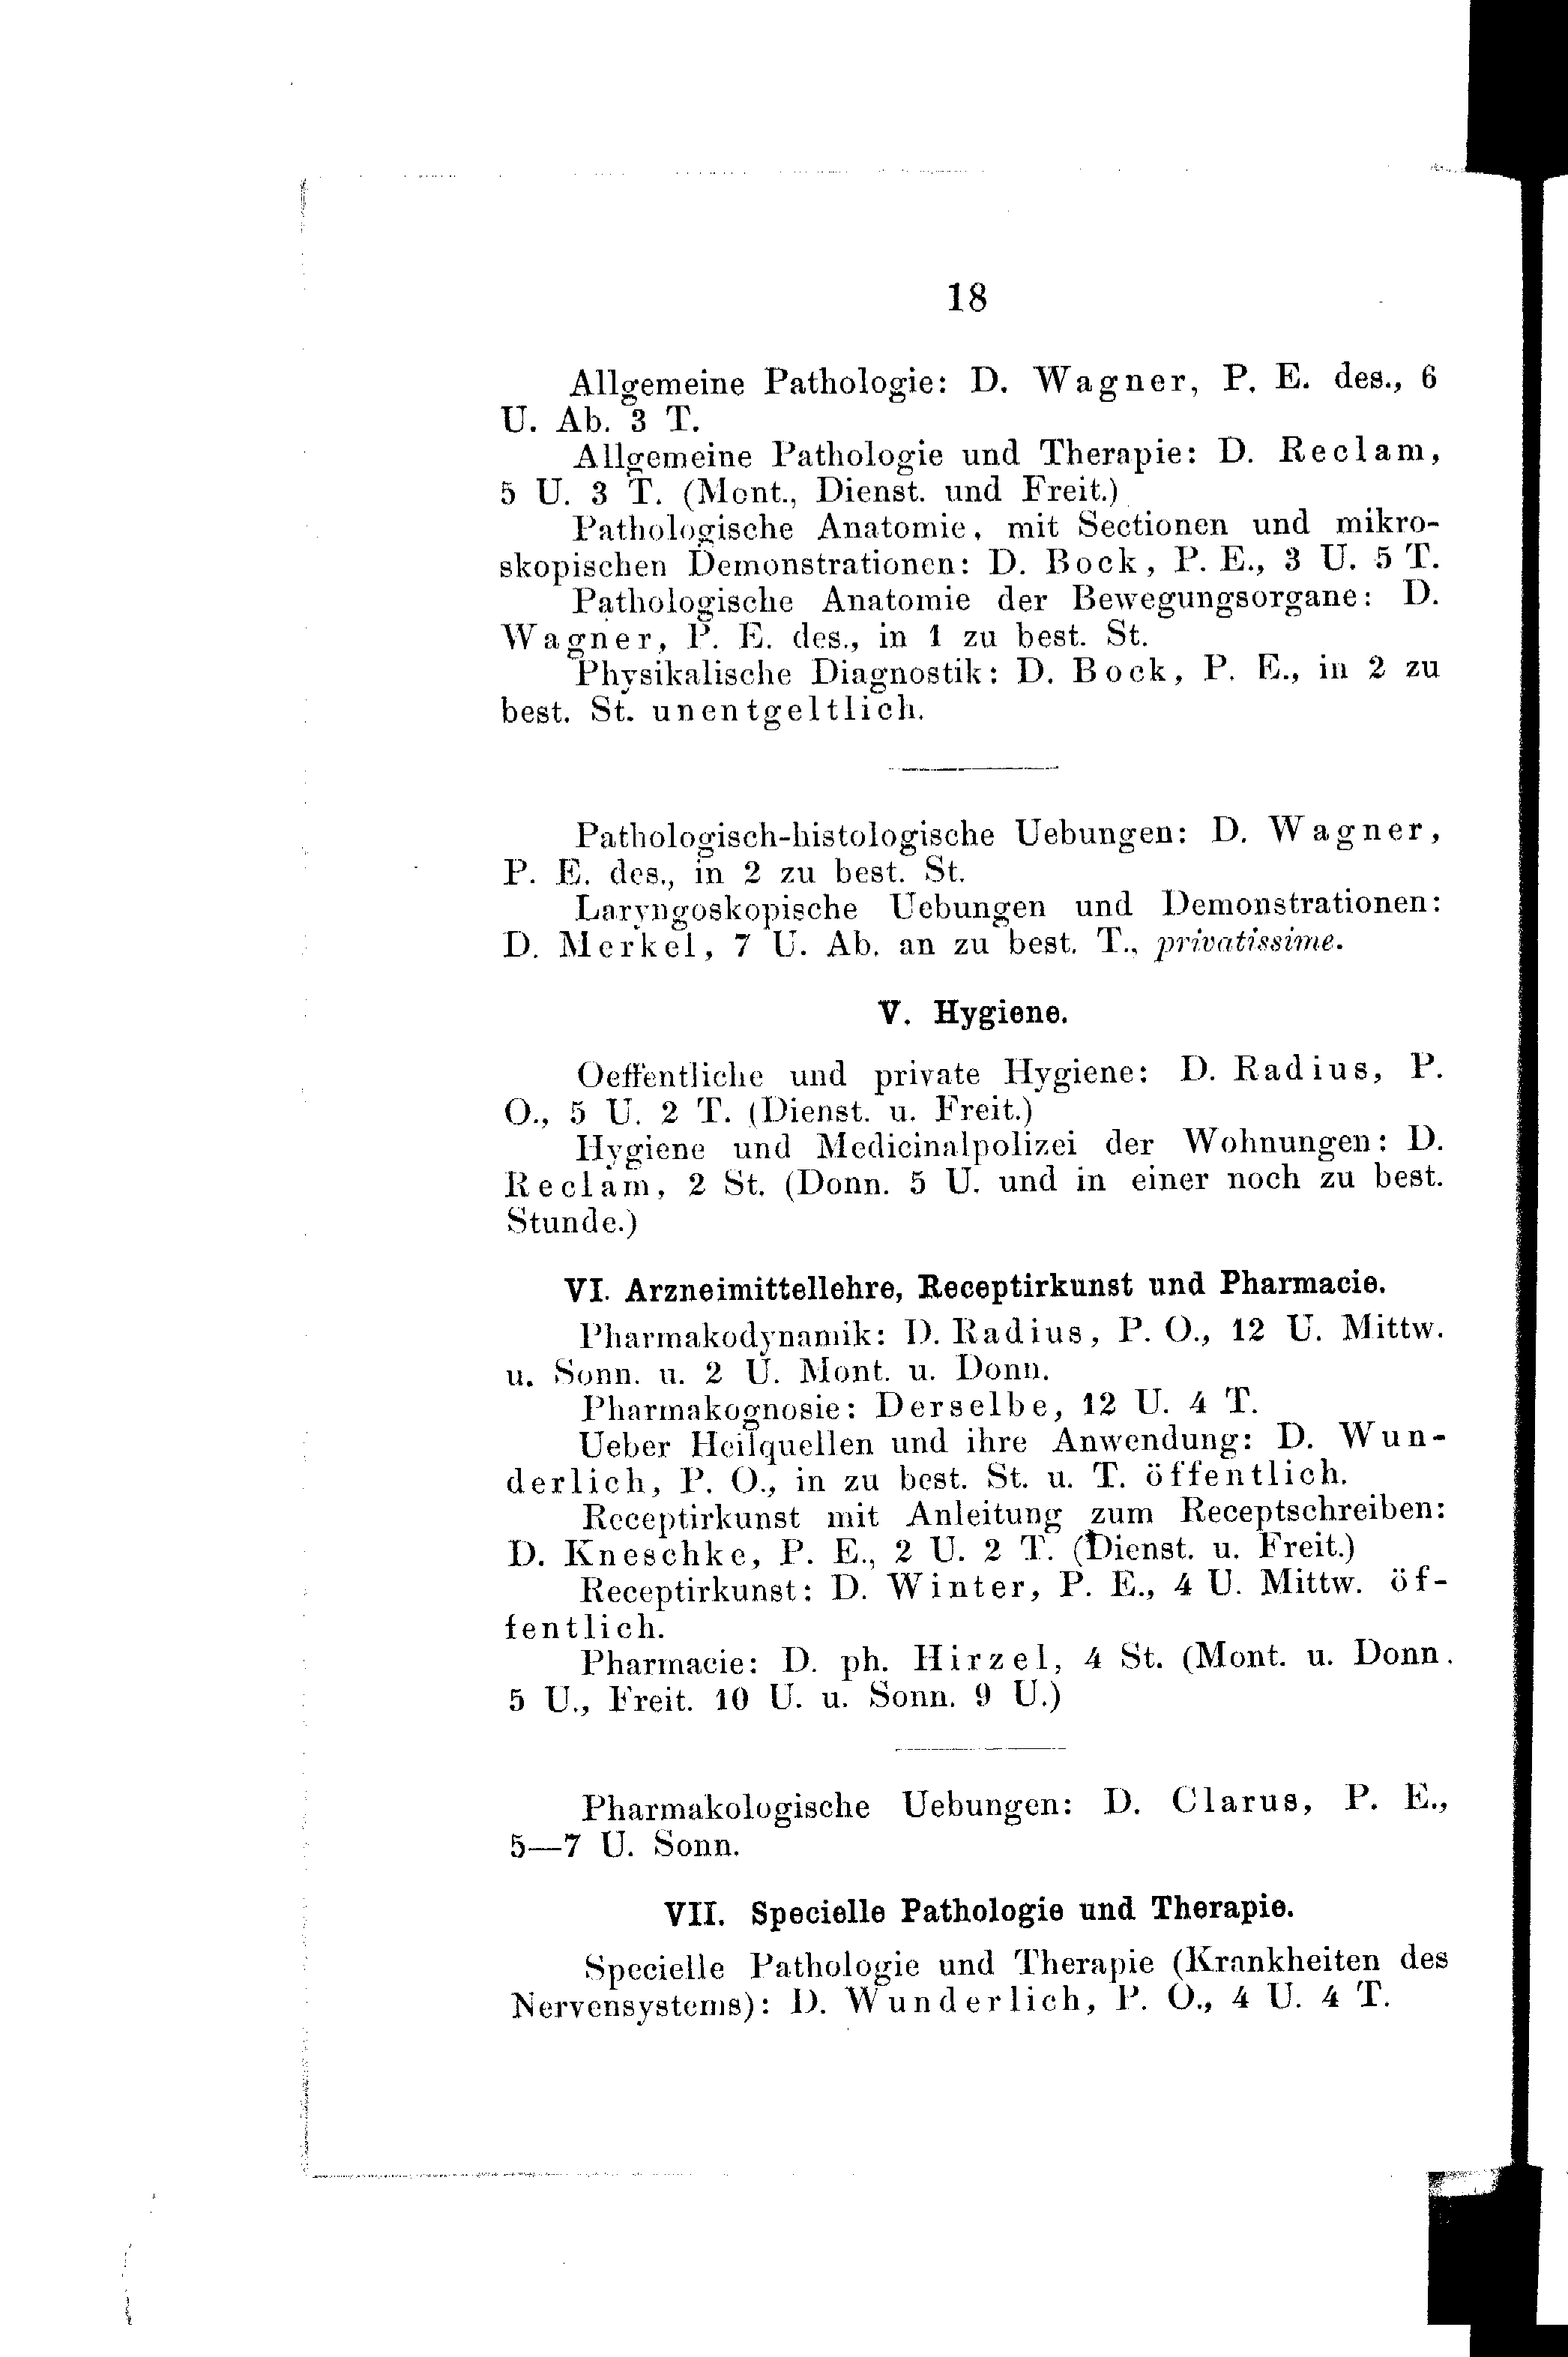 18
Allgemeine Pathologie: D. Wagner, P. E. des., 6
U. Ab. 3 T.
Allgemeine Pathologie und Therapie: D. Reclam,
5 U. 3 T. (Mont., Dienst. und Freit.)
Pathologische Anatomie, mit Sectionen und mikro-
skopischen Demonstrationen: D. Bock, P. E., 3 U. 5 T.
Pathologische Anatomie der Bewegungsorgane: D.
Wagner, P. E. des., in 1 zu best. St.
Physikalische Diagnostik: D. Bock, P. E., in 2 zu
best. St. unentgeltlich.
Pathologisch-histologische Uebungen: D. Wagner,
P. E. des., in 2 zu best. St.
Laryngoskopische Uebungen und Demonstrationen:
D. Merkel, 7 U. Ab. an zu best. T., privatissime.
V. Hygiene.
Oeffentliche und private Hygiene: D. Radius, P.
O., 5 U. 2 T. (Dienst. u. Freit.)
Hygiene und Medicinalpolizei der Wohnungen: D.
Reclam, 2 St. (Donn. 5 U. und in einer noch zu best.
Stunde.)
VI. Arzneimittellehre, Receptirkunst und Pharmacie.
Pharmakodynamik: D. Radius, P. O., 12 U. Mittw.
u. Sonn. u. 2 U. Mont. u. Donn.
Pharmakognosie: Derselbe, 12 U. 4 T.
Ueber Heilquellen und ihre Anwendung: D. Wun-
derlich, P. O., in zu best. St. u. T. öffentlich.
Receptirkunst mit Anleitung zum Receptschreiben:
D. Kneschke, P. E., 2 U. 2 T. (Dienst. u. Freit.)
Receptirkunst: D. Winter, P. E., 4 U. Mittw. öf-
fentlich.
Pharmacie: D. ph. Hirzel, 4 St. (Mont. u. Donn.
5 U., Freit. 10 U. u. Sonn. 9 U.)
Pharmakologische Uebungen: D. Clarus, P. E.,
5—7 U. Sonn.
VII. Specielle Pathologie und Therapie.
Specielle Pathologie und Therapie (Krankheiten des
Nervensystems): D. Wunderlich, P. O., 4 U. 4 T.